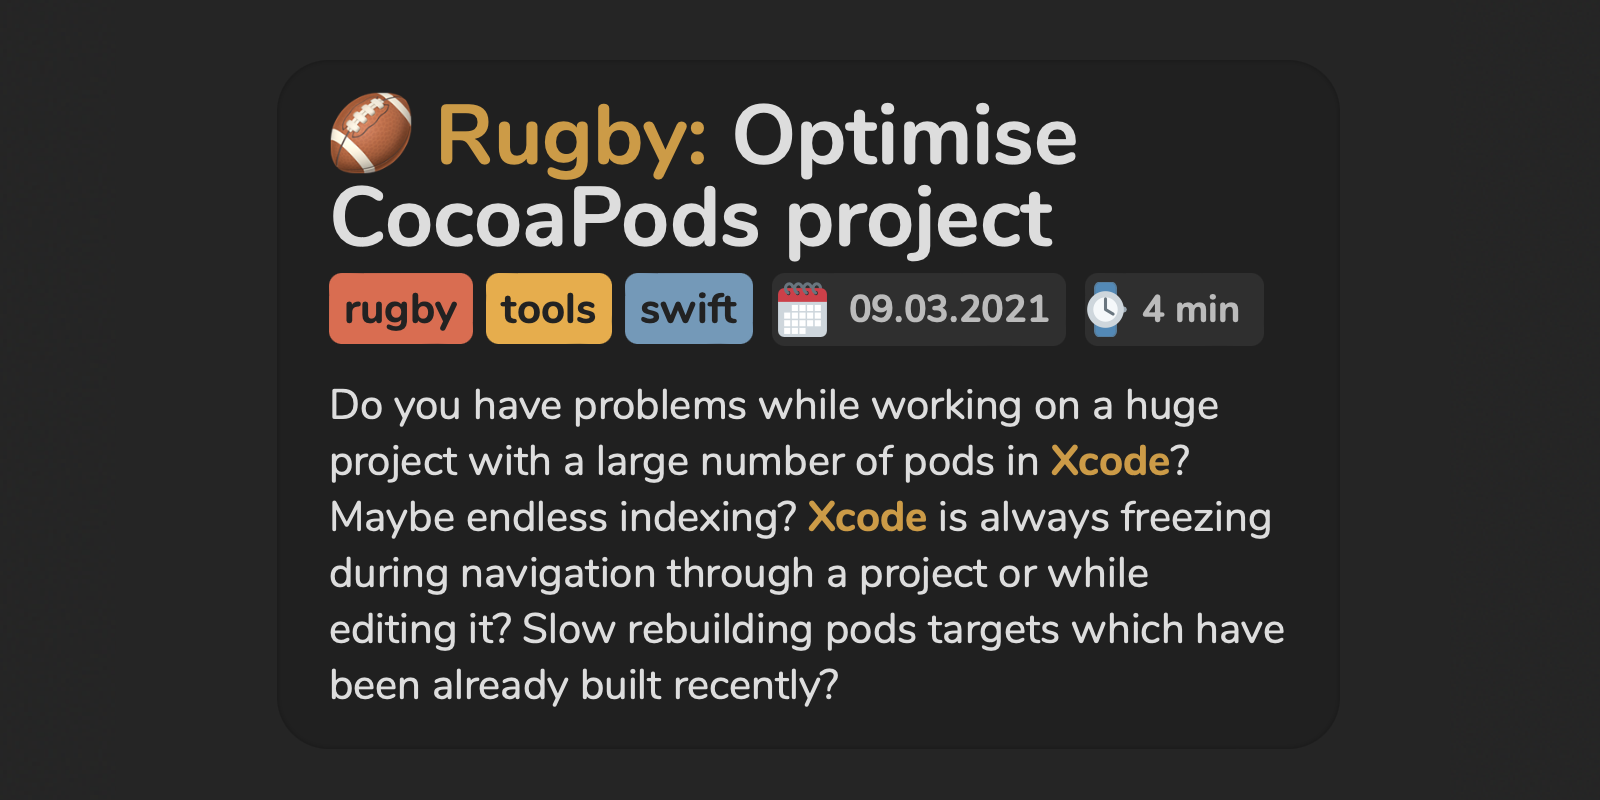 Rugby: Optimise
CocoaPods project
rugby tools swift 09.03.2021 4 min
Do you have problems while working on a huge
project with a large number of pods in Xcode?
Maybe endless indexing? Xcode is always freezing
during navigation through a project or while
editing it? Slow rebuilding pods targets which have
been already built recently?